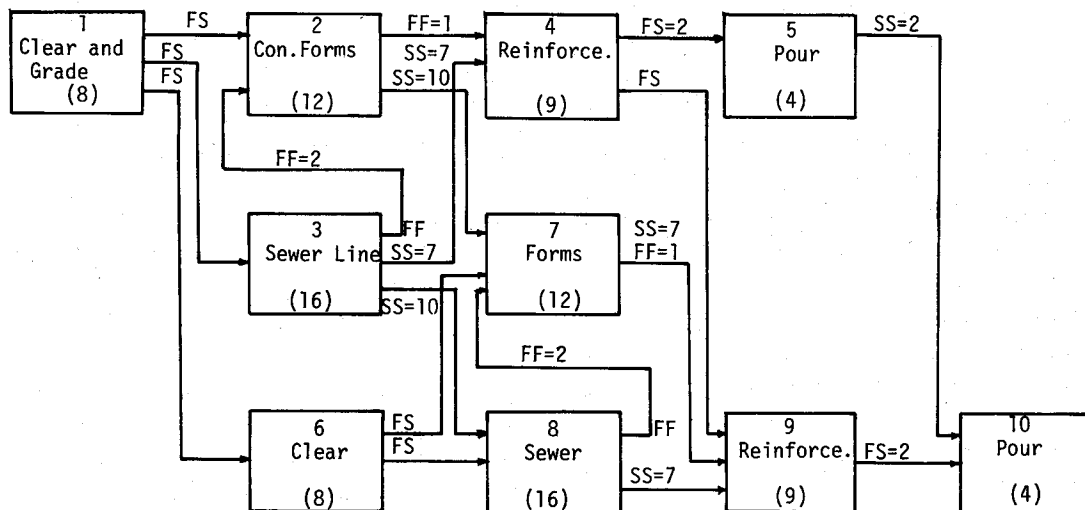 1
Clear and
Grade
(8)
FS
FS
FS
2
Con.Forms
(12)
FF=1
SS=7
SS=10
4
Reinforce.
(9)
FS=2
FS
5
Pour
(4)
SS=2
FF=2
3
Sewer Line
(16)
FF
SS=7
SS=10
7
Forms
(12)
SS=7
FF=1
FF=2
6
Clear
(8)
FS
FS
8
Sewer
(16)
FF
SS=7
9
Reinforce.
(9)
FS=2
10
Pour
(4)